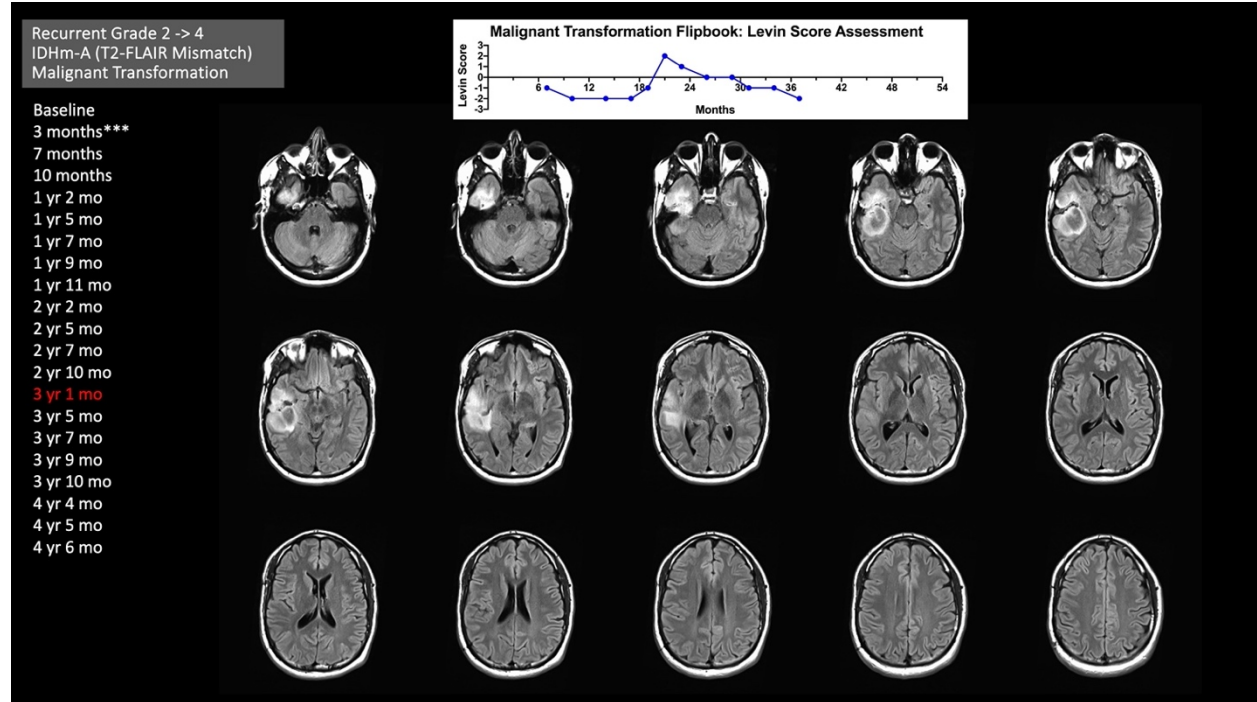 Recurrent Grade 2 -> 4
IDHm-A (T2-FLAIR Mismatch)
Malignant Transformation
Malignant Transformation Flipbook: Levin Score Assessment
Levin Score
3
2
1
0
-1
-2
-3
6 12 18 24 30 36 42 48 54
Months
Baseline
3 months***
7 months
10 months
1 yr 2 mo
1 yr 5 mo
1 yr 7 mo
1 yr 9 mo
1 yr 11 mo
2 yr 2 mo
2 yr 5 mo
2 yr 7 mo
2 yr 10 mo
3 yr 1 mo
3 yr 5 mo
3 yr 7 mo
3 yr 9 mo
3 yr 10 mo
4 yr 4 mo
4 yr 5 mo
4 yr 6 mo